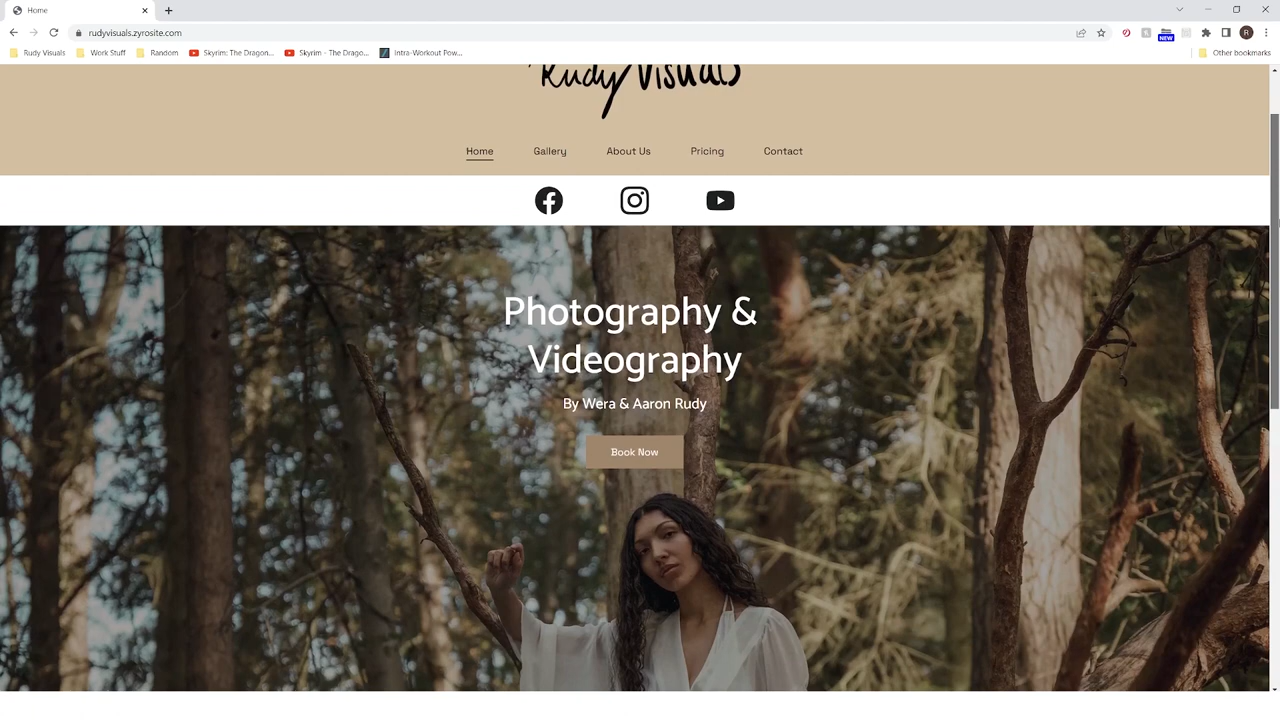 Home
rudyvisuals.zyrosite.com
NEW
R
Rudy Visuals
Work Stuff
Random
Skyrim: The Dragon...
Skyrim - The Drago...
Intra-Workout Pow...
Other bookmarks
Rudy Visuals
Home Gallery About Us Pricing Contact
Photography &
Videography
By Wera & Aaron Rudy
Book Now